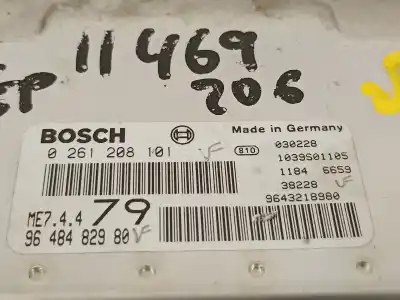 11469
EP 206
BOSCH Made in Germany
0 261 208 101 810 030228
1039S01105
1184 6659
38228
ME7.4.4 79 9643218980
96 484 829 80